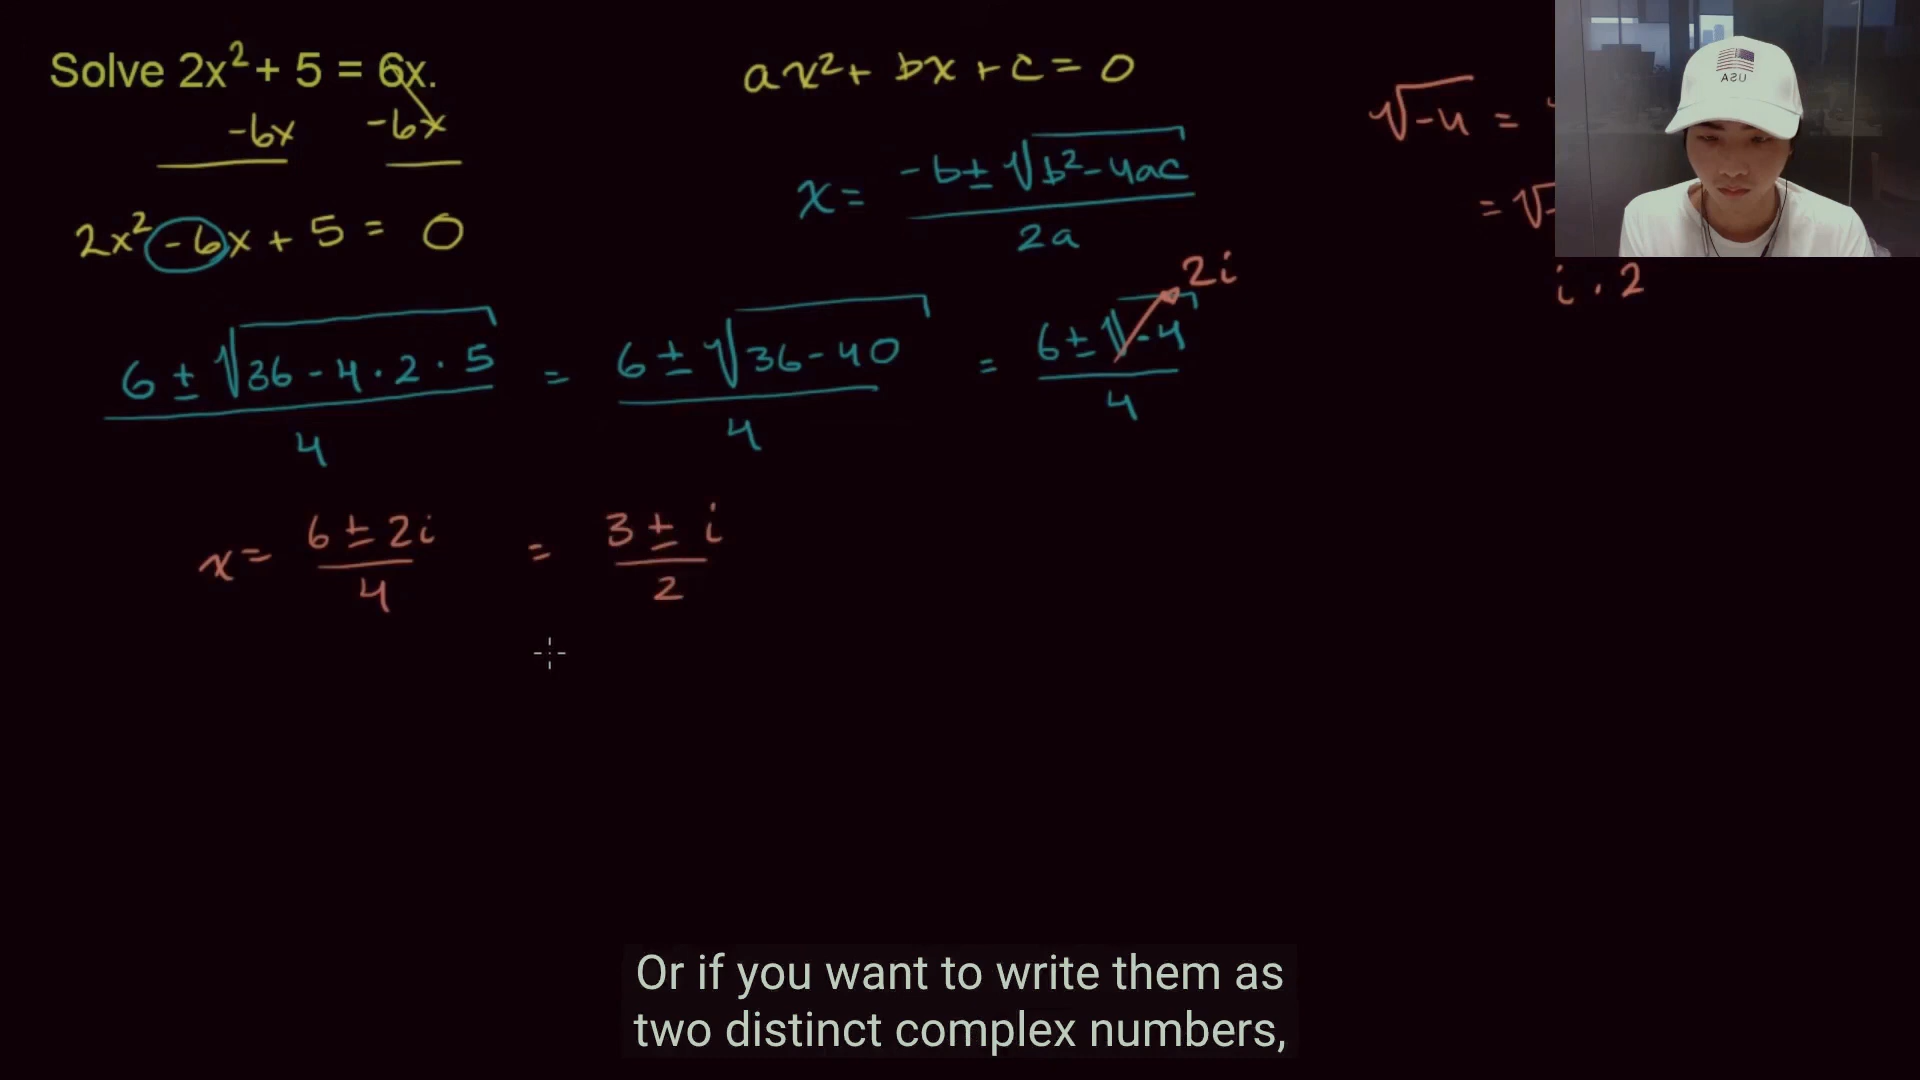 Solve 2x² + 5 = 6x.
-6x -6x
2x² - 6x + 5 = 0
ax² + bx + c = 0
x = (-b ± √(b² - 4ac)) / 2a
√-4 =
= √-
i · 2
USA
(6 ± √(36 - 4 · 2 · 5)) / 4 = (6 ± √(36 - 40)) / 4 = (6 ± √-4) / 4
2i
x = (6 ± 2i) / 4 = (3 ± i) / 2
Or if you want to write them as
two distinct complex numbers,